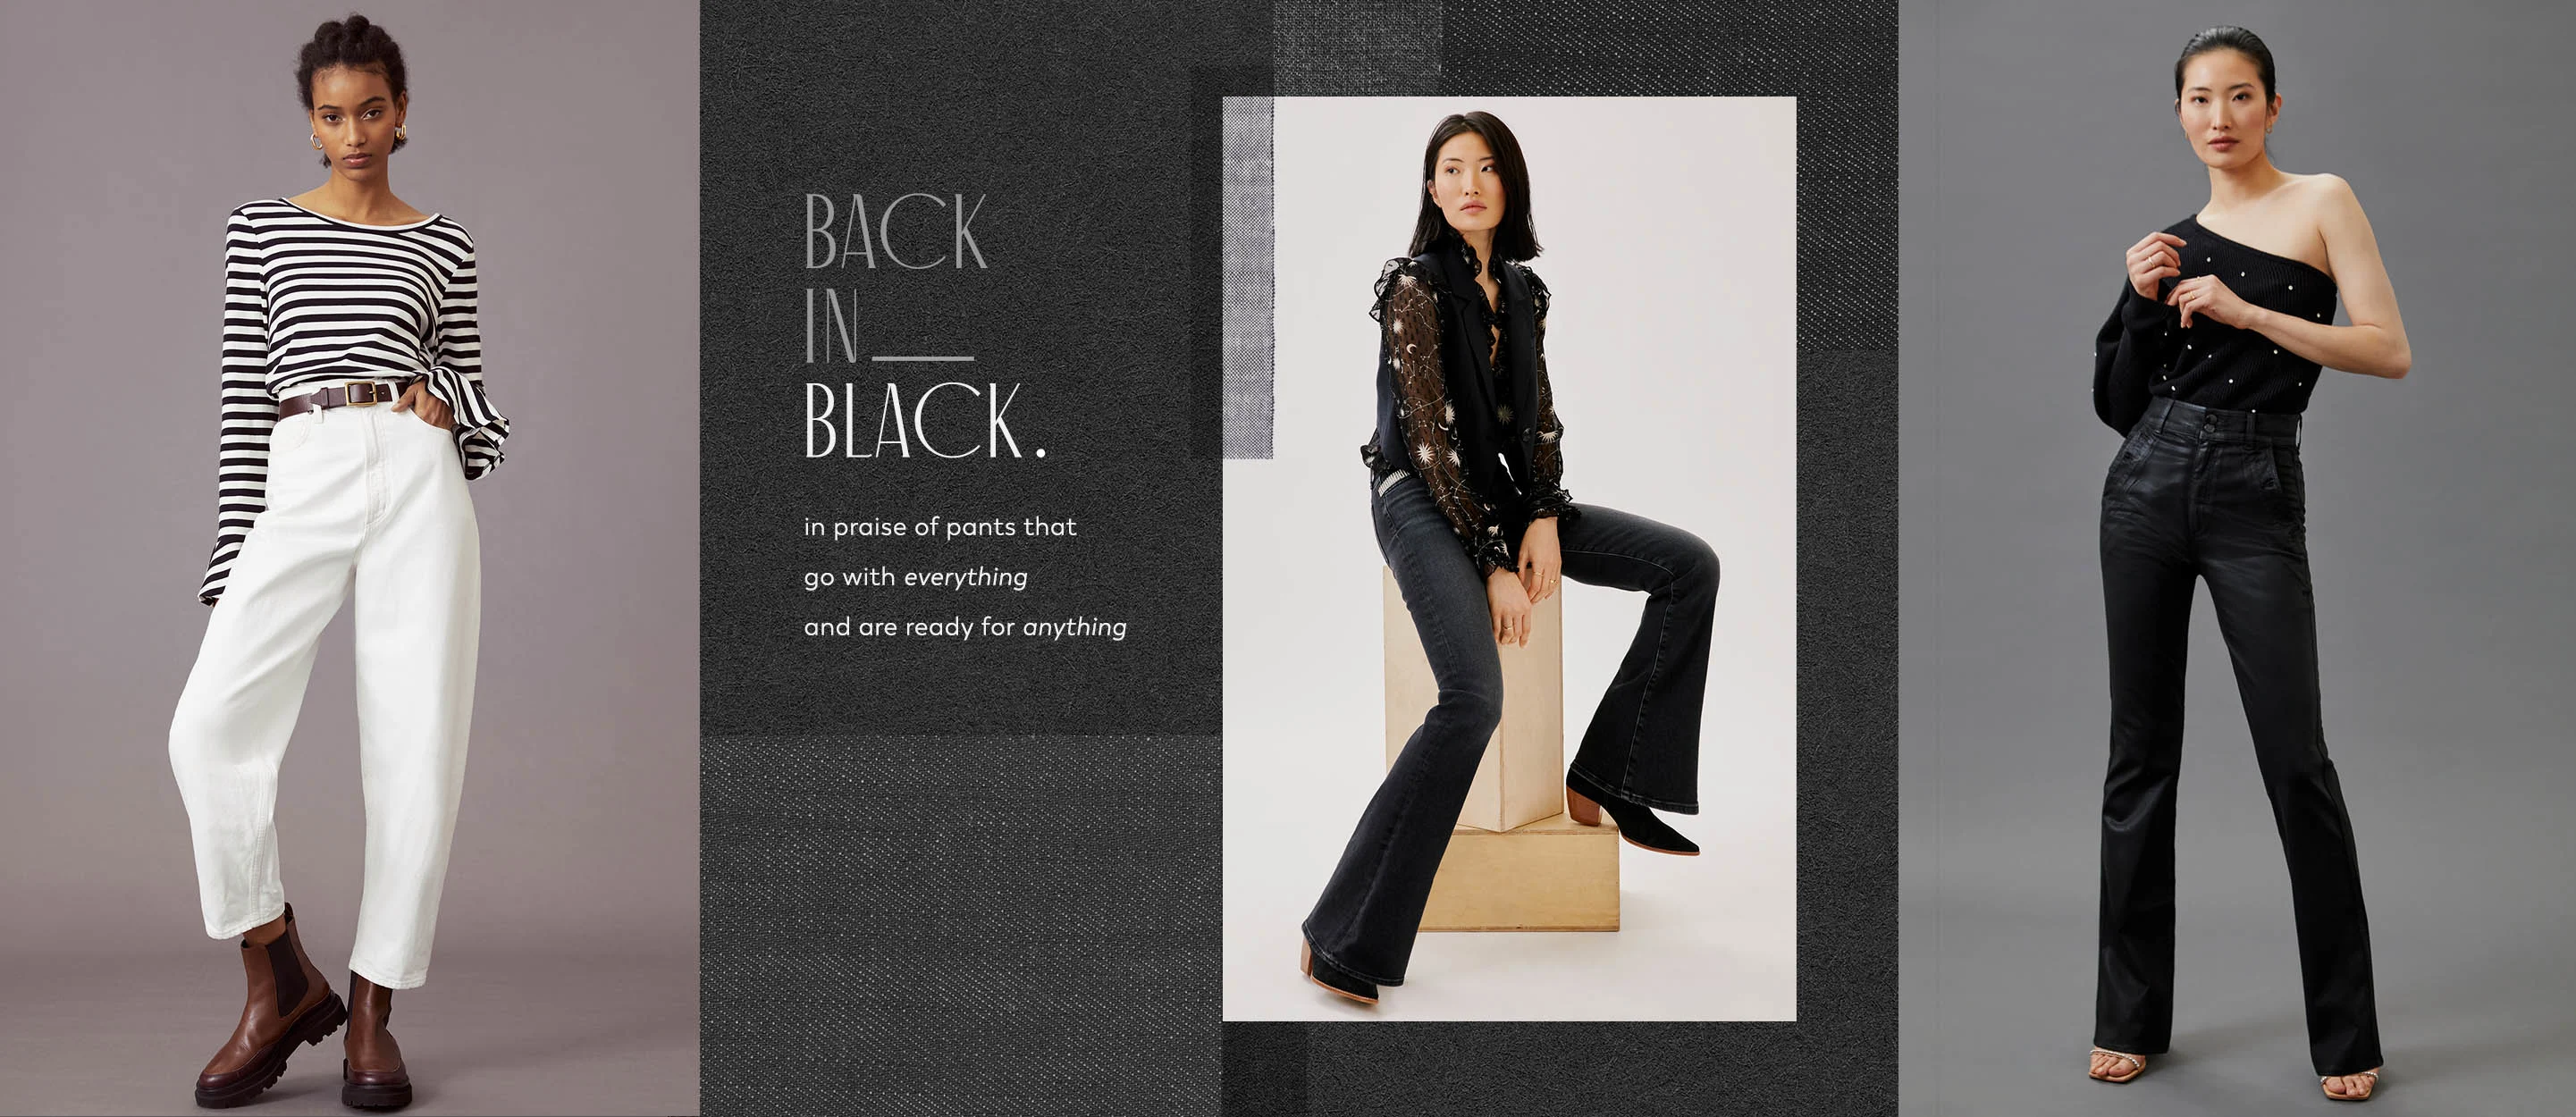 BACK
IN
BLACK.
in praise of pants that
go with everything
and are ready for anything